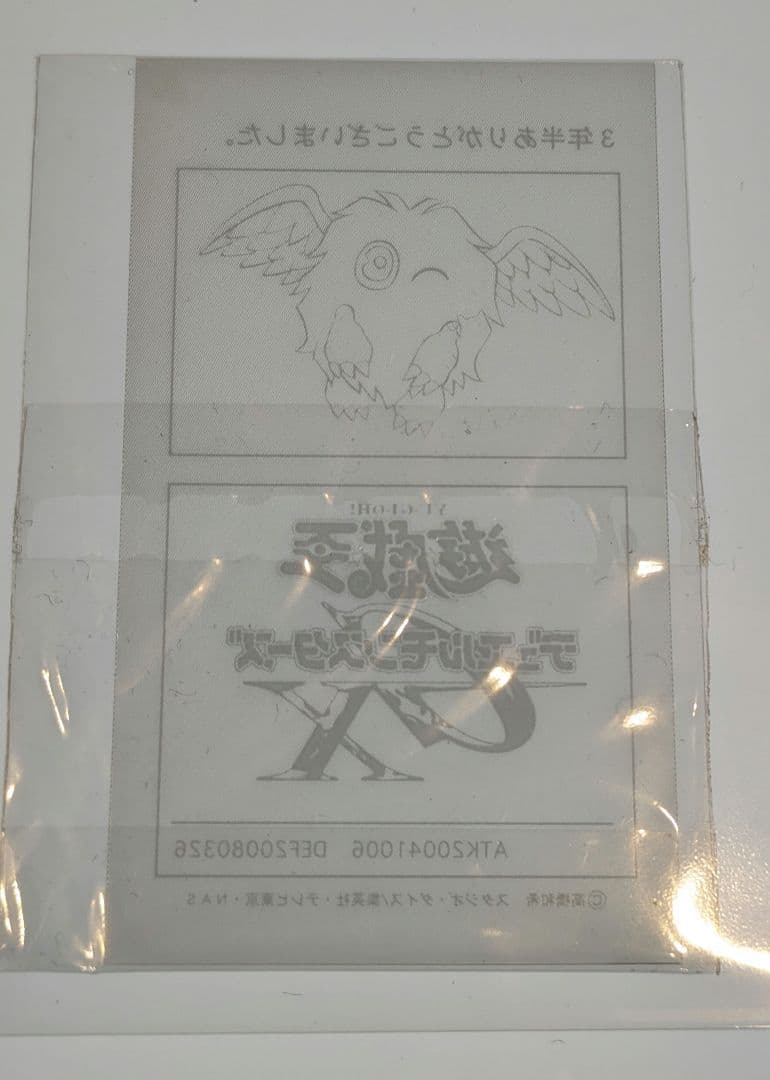 3年半ありがとうございました。
YU-GI-OH!
遊戯王
デュエルモンスターズ
GX
ATK20041006 DEF20080326
©高橋和希 スタジオ・ダイス/集英社・テレビ東京・NAS